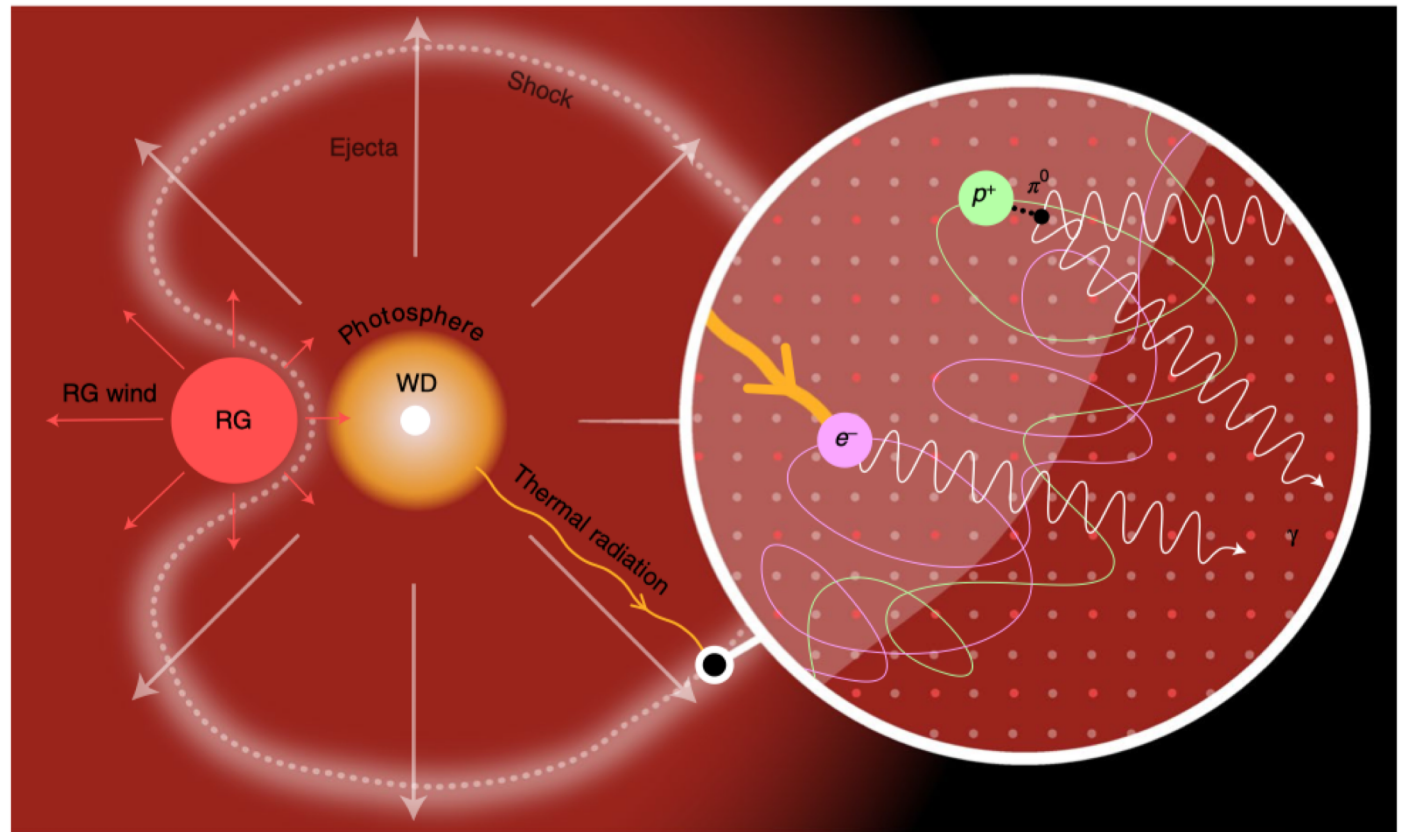 Shock
Ejecta
Photosphere
RG wind
RG
WD
Thermal radiation
p⁺
π⁰
e⁻
γ